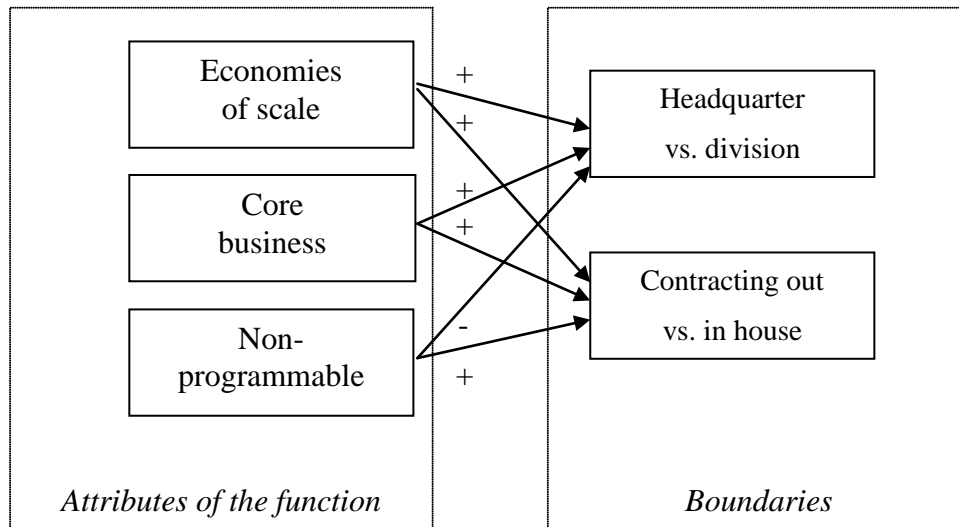 Economies
of scale
Core
business
Non-
programmable
Attributes of the function
+
+
+
+
-
+
Headquarter
vs. division
Contracting out
vs. in house
Boundaries